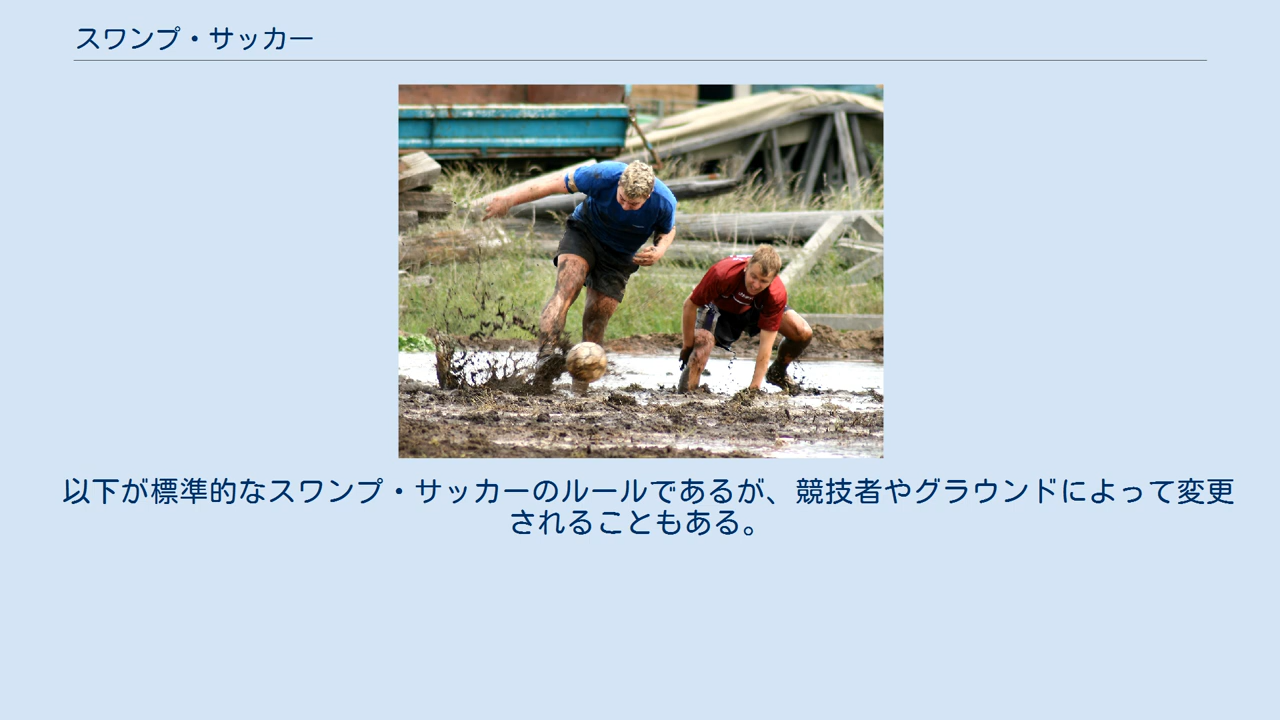 スワンプ・サッカー
以下が標準的なスワンプ・サッカーのルールであるが、競技者やグラウンドによって変更
されることもある。